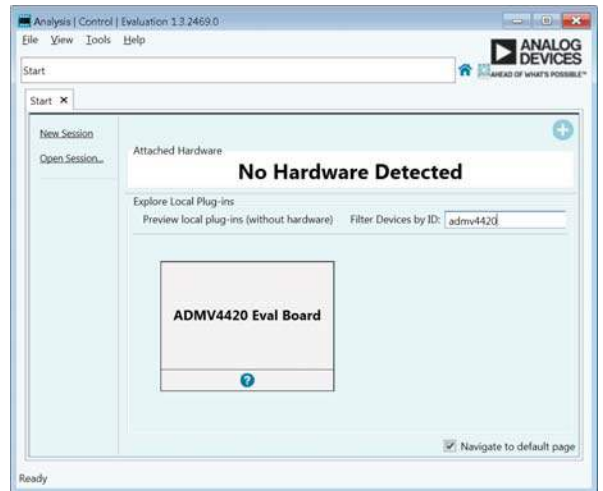 Analysis | Control | Evaluation 1.3.2469.0
File View Tools Help
ANALOG
DEVICES
AHEAD OF WHAT'S POSSIBLE™
Start
Start ×
New Session
Open Session...
Attached Hardware
No Hardware Detected
Explore Local Plug-ins
Preview local plug-ins (without hardware) Filter Devices by ID: admv4420
ADMV4420 Eval Board
?
Navigate to default page
Ready